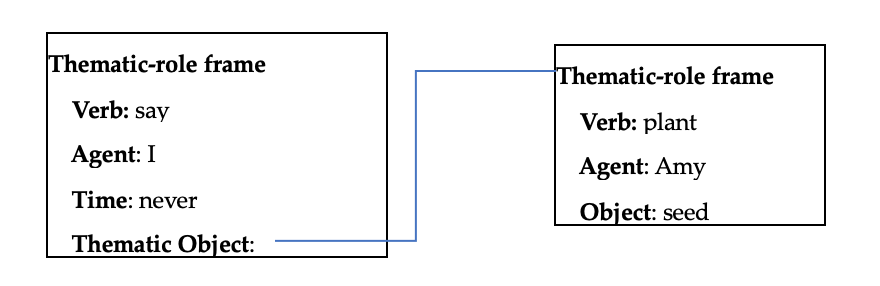 Thematic-role frame
Verb: say
Agent: I
Time: never
Thematic Object:
Thematic-role frame
Verb: plant
Agent: Amy
Object: seed